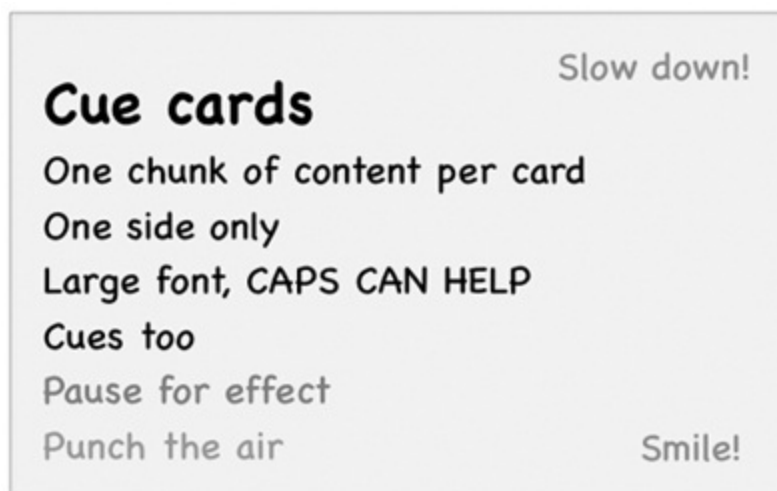 Slow down!
Cue cards
One chunk of content per card
One side only
Large font, CAPS CAN HELP
Cues too
Pause for effect
Punch the air
Smile!